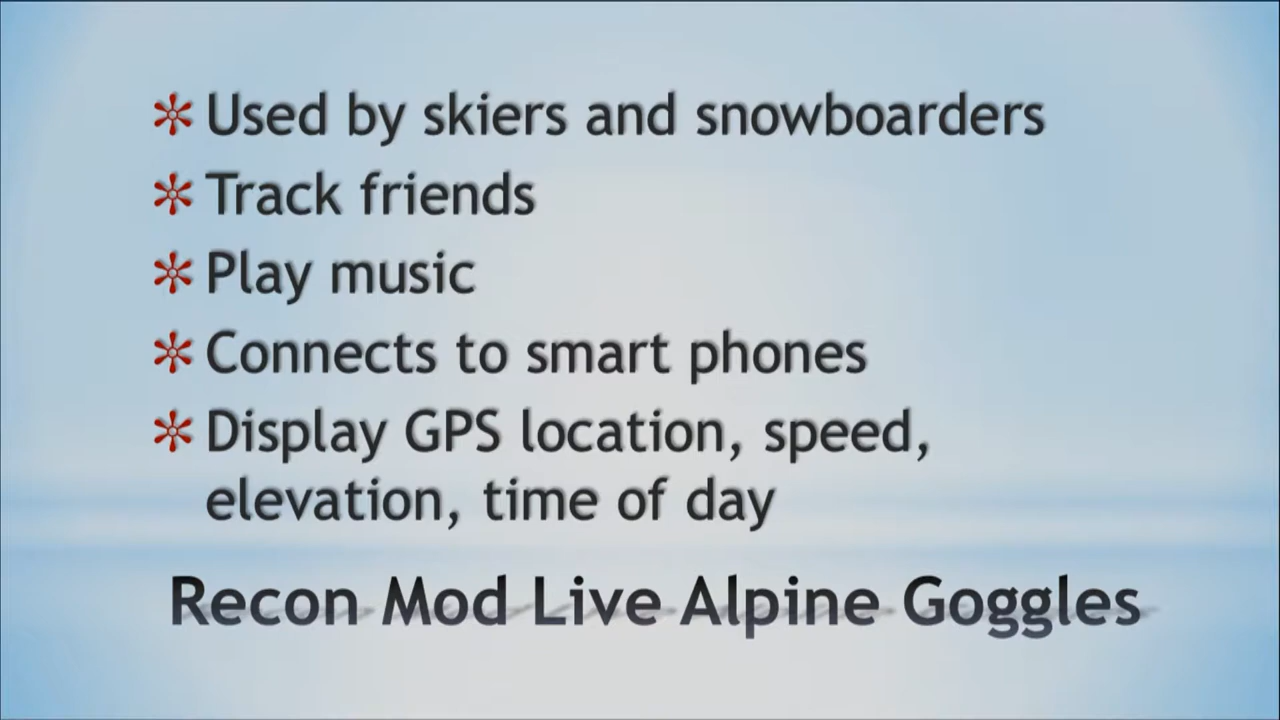 * Used by skiers and snowboarders
* Track friends
* Play music
* Connects to smart phones
* Display GPS location, speed,
elevation, time of day
Recon Mod Live Alpine Goggles